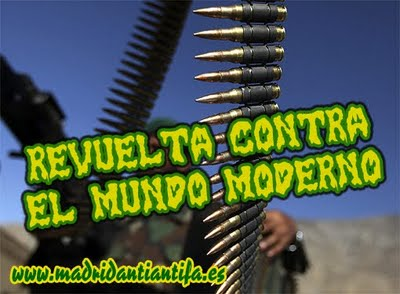 REVUELTA CONTRA
EL MUNDO MODERNO
www.madridantiantifa.es